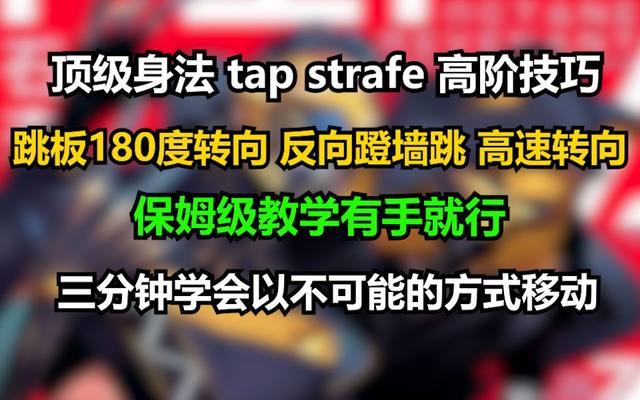 顶级身法 tap strafe 高阶技巧
跳板180度转向 反向蹬墙跳 高速转向
保姆级教学有手就行
三分钟学会以不可能的方式移动